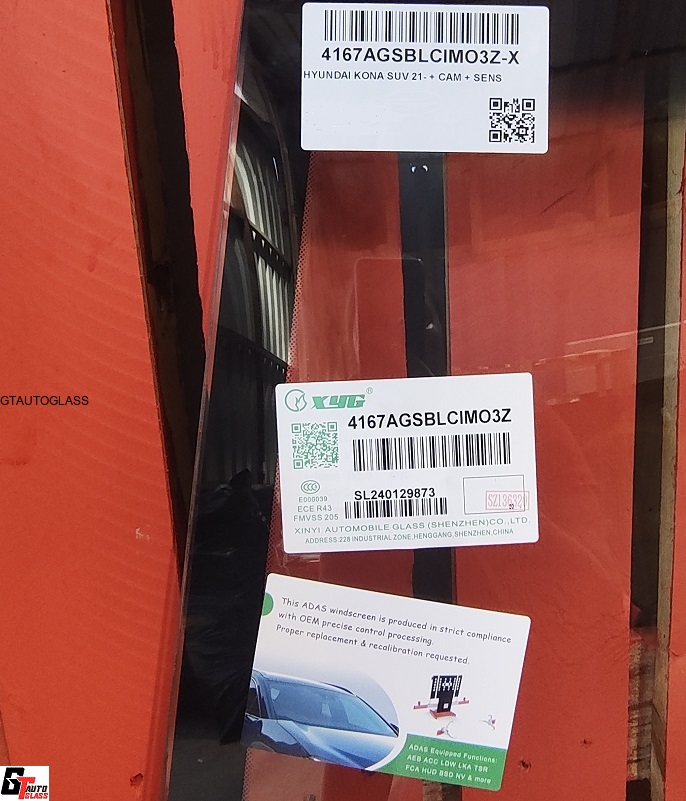 4167AGSBLCIMO3Z-X
HYUNDAI KONA SUV 21- + CAM + SENS
GTAUTOGLASS
XYG®
4167AGSBLCIMO3Z
CCC
E000039
ECE R43
FMVSS 205
SL240129873
XINYI AUTOMOBILE GLASS (SHENZHEN)CO.,LTD.
ADDRESS:228 INDUSTRIAL ZONE,HENGGANG,SHENZHEN,CHINA
This ADAS windscreen is produced in strict compliance
with OEM precise control processing.
Proper replacement & recalibration requested.
ADAS Equipped Functions:
AEB ACC LDW LKA TSR
FCA HUD BSD NV & more
GT AUTO
GLASS